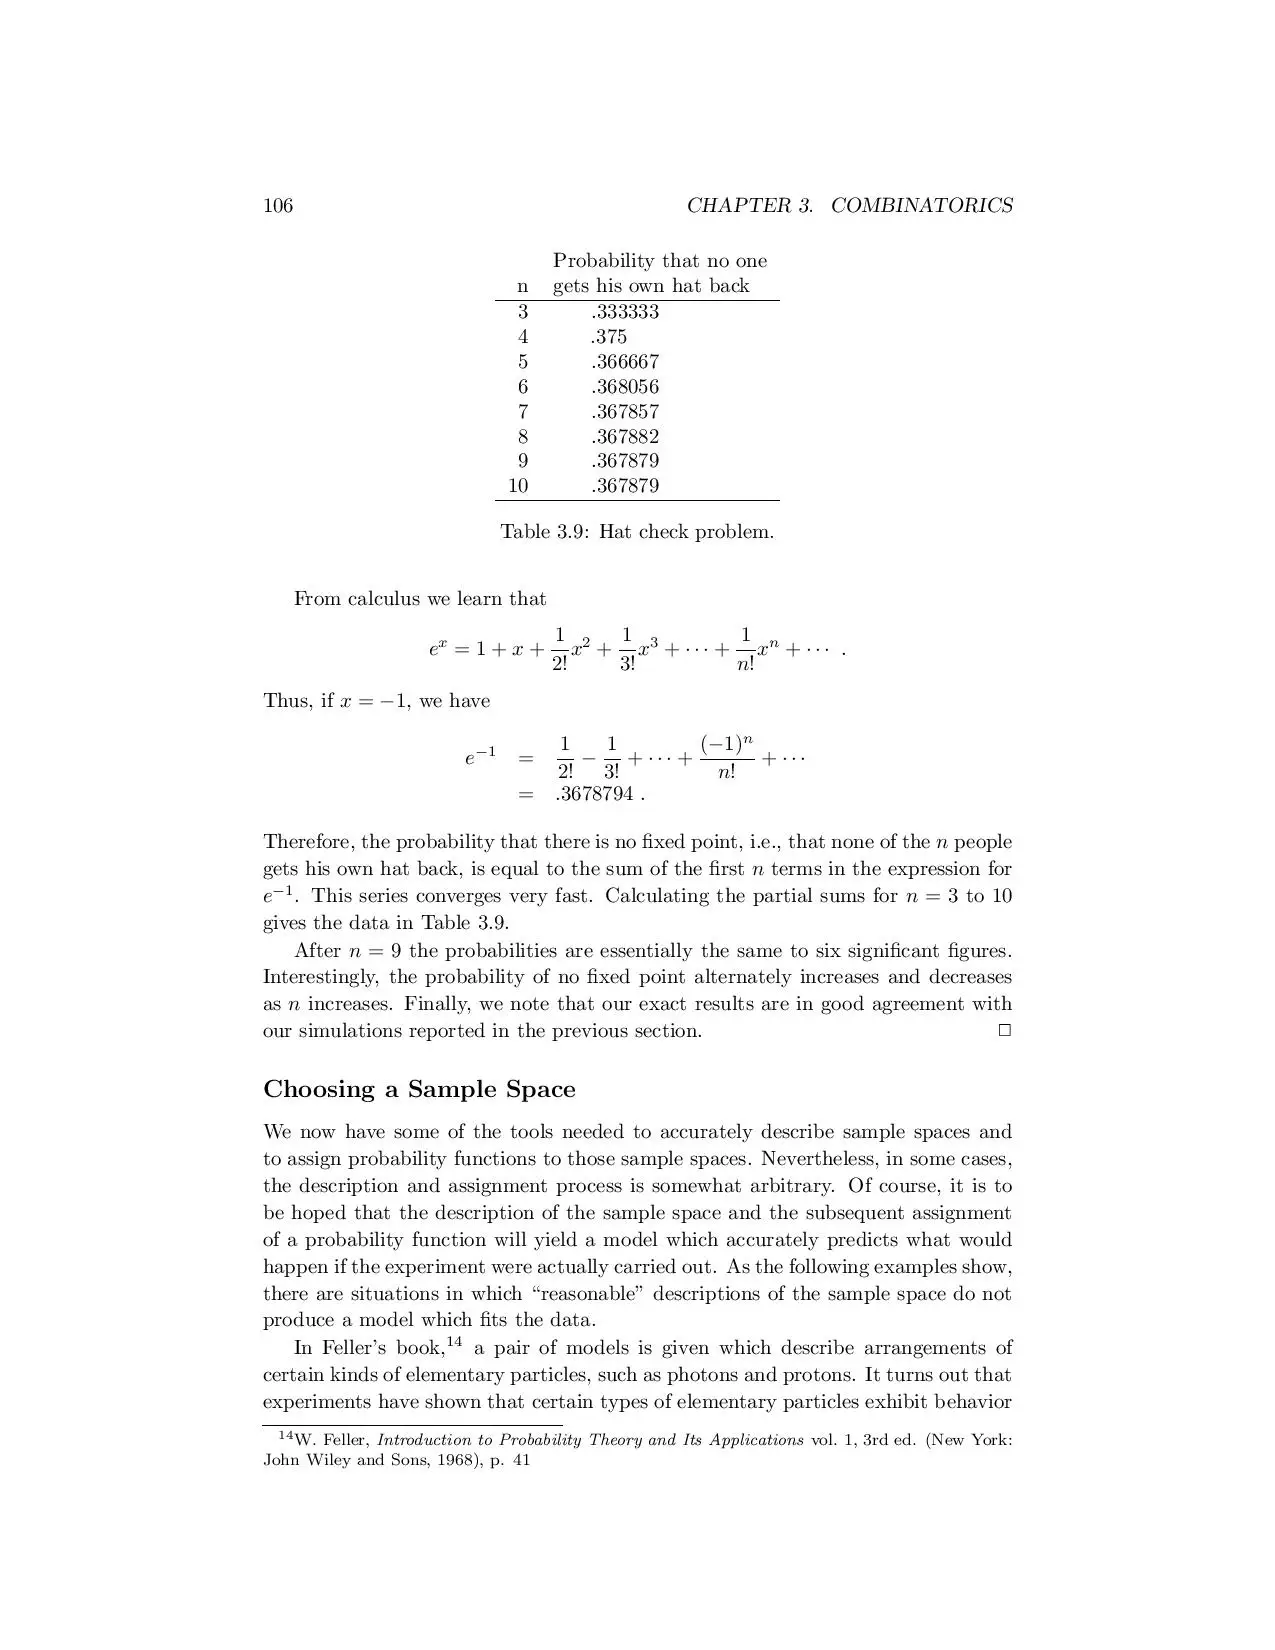 106 CHAPTER 3. COMBINATORICS
Probability that no one
n gets his own hat back
3 .333333
4 .375
5 .366667
6 .368056
7 .367857
8 .367882
9 .367879
10 .367879
Table 3.9: Hat check problem.
From calculus we learn that
e^x = 1 + x + 1/2! x^2 + 1/3! x^3 + ··· + 1/n! x^n + ··· .
Thus, if x = −1, we have
e^−1 = 1/2! − 1/3! + ··· + (−1)^n/n! + ···
= .3678794 .
Therefore, the probability that there is no fixed point, i.e., that none of the n people
gets his own hat back, is equal to the sum of the first n terms in the expression for
e^−1. This series converges very fast. Calculating the partial sums for n = 3 to 10
gives the data in Table 3.9.
After n = 9 the probabilities are essentially the same to six significant figures.
Interestingly, the probability of no fixed point alternately increases and decreases
as n increases. Finally, we note that our exact results are in good agreement with
our simulations reported in the previous section. □
Choosing a Sample Space
We now have some of the tools needed to accurately describe sample spaces and
to assign probability functions to those sample spaces. Nevertheless, in some cases,
the description and assignment process is somewhat arbitrary. Of course, it is to
be hoped that the description of the sample space and the subsequent assignment
of a probability function will yield a model which accurately predicts what would
happen if the experiment were actually carried out. As the following examples show,
there are situations in which “reasonable” descriptions of the sample space do not
produce a model which fits the data.
In Feller’s book,14 a pair of models is given which describe arrangements of
certain kinds of elementary particles, such as photons and protons. It turns out that
experiments have shown that certain types of elementary particles exhibit behavior
14W. Feller, Introduction to Probability Theory and Its Applications vol. 1, 3rd ed. (New York:
John Wiley and Sons, 1968), p. 41